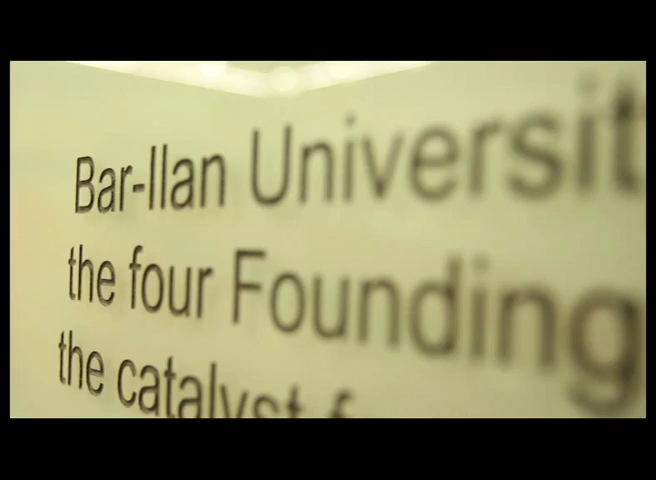 Bar-Ilan Universit
the four Founding
the catalyst f